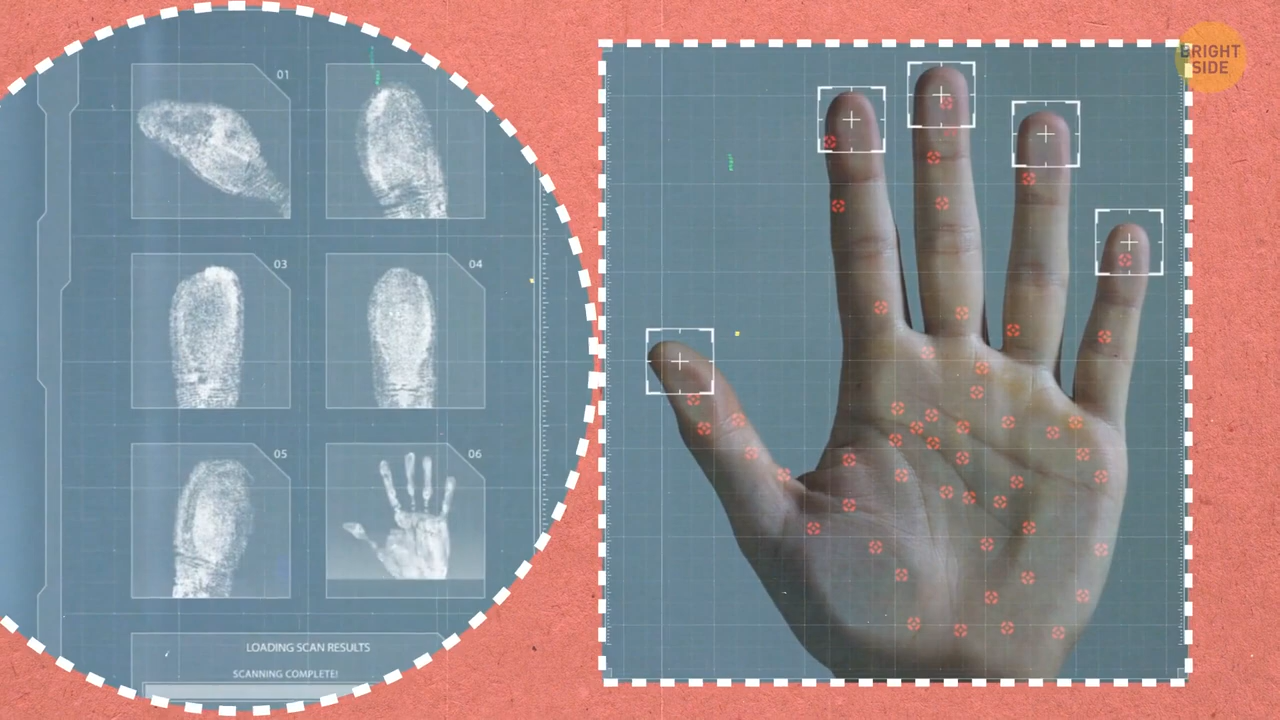 01
03
04
05
06
LOADING SCAN RESULTS
SCANNING COMPLETE!
BRIGHT
SIDE